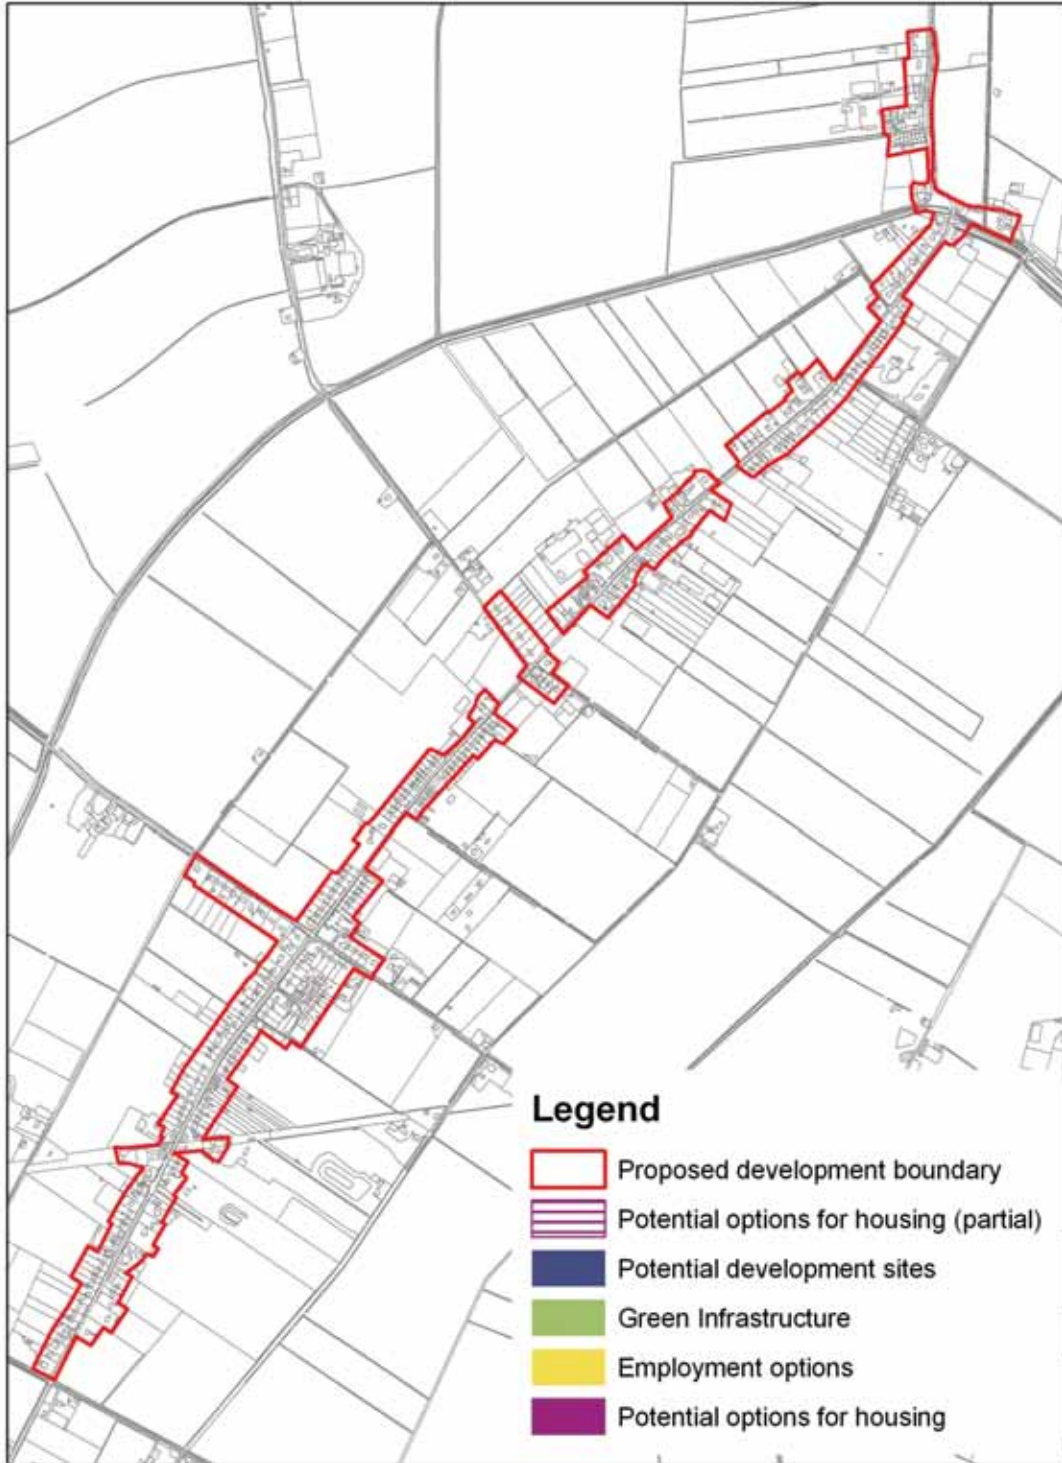 Legend
Proposed development boundary
Potential options for housing (partial)
Potential development sites
Green Infrastructure
Employment options
Potential options for housing